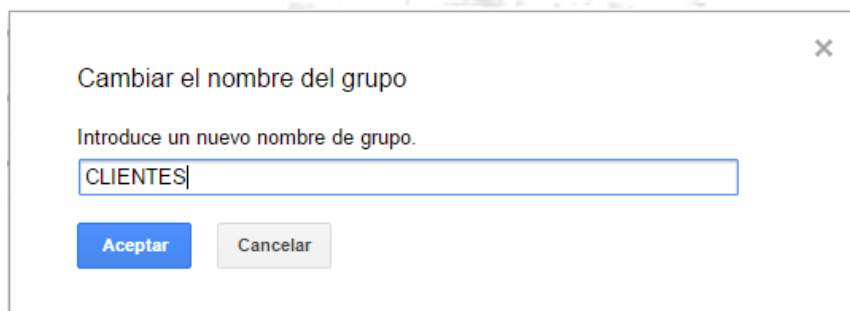 Cambiar el nombre del grupo
Introduce un nuevo nombre de grupo.
CLIENTES
Aceptar Cancelar